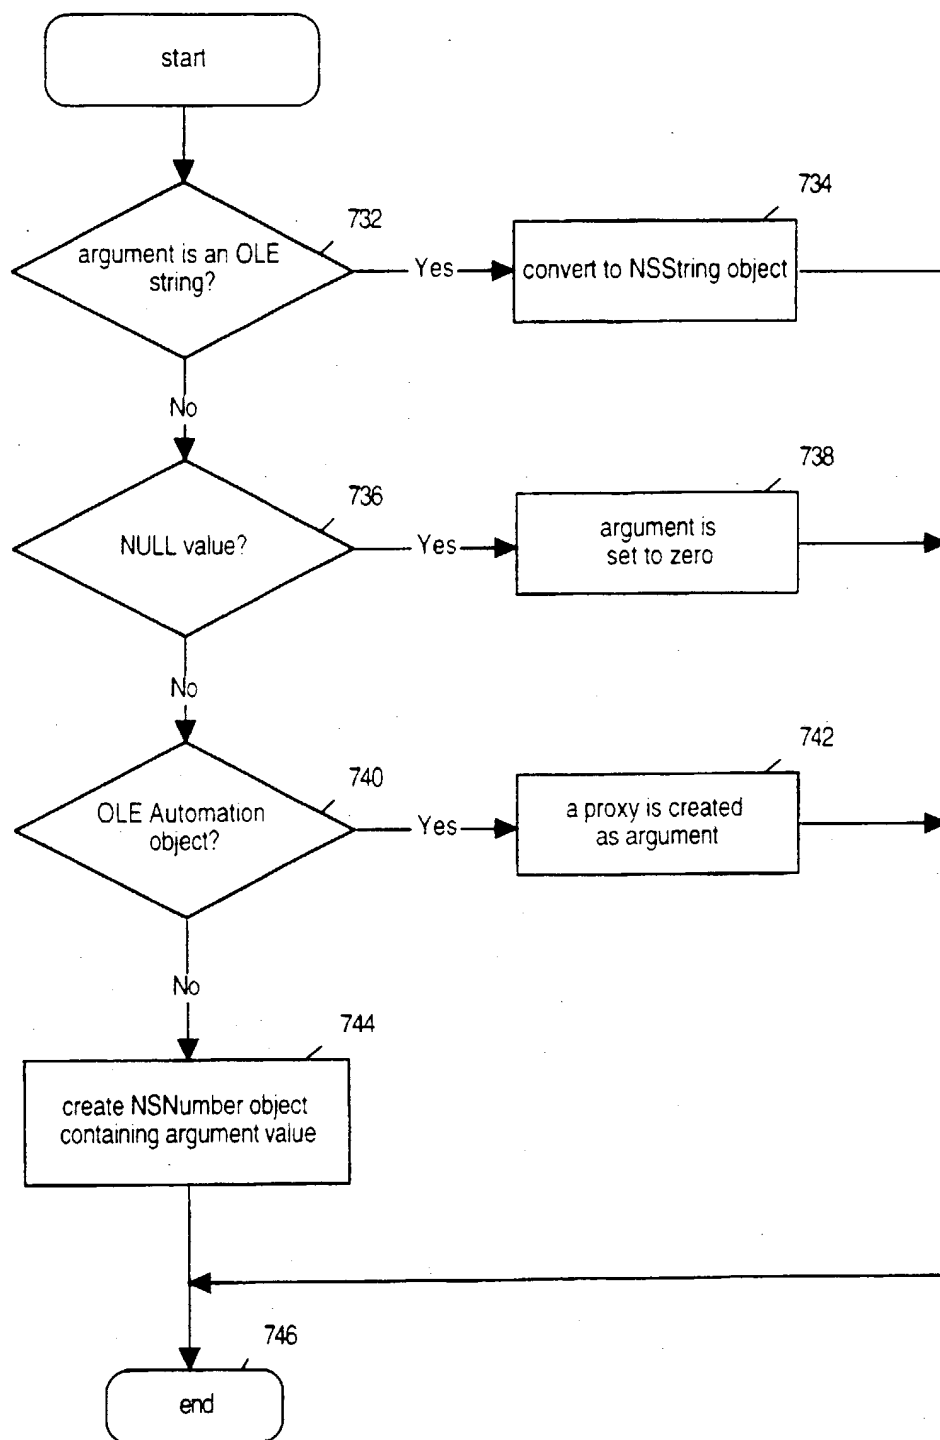 start
732
argument is an OLE
string?
Yes
734
convert to NSString object
No
736
NULL value?
Yes
738
argument is
set to zero
No
740
OLE Automation
object?
Yes
742
a proxy is created
as argument
No
744
create NSNumber object
containing argument value
746
end